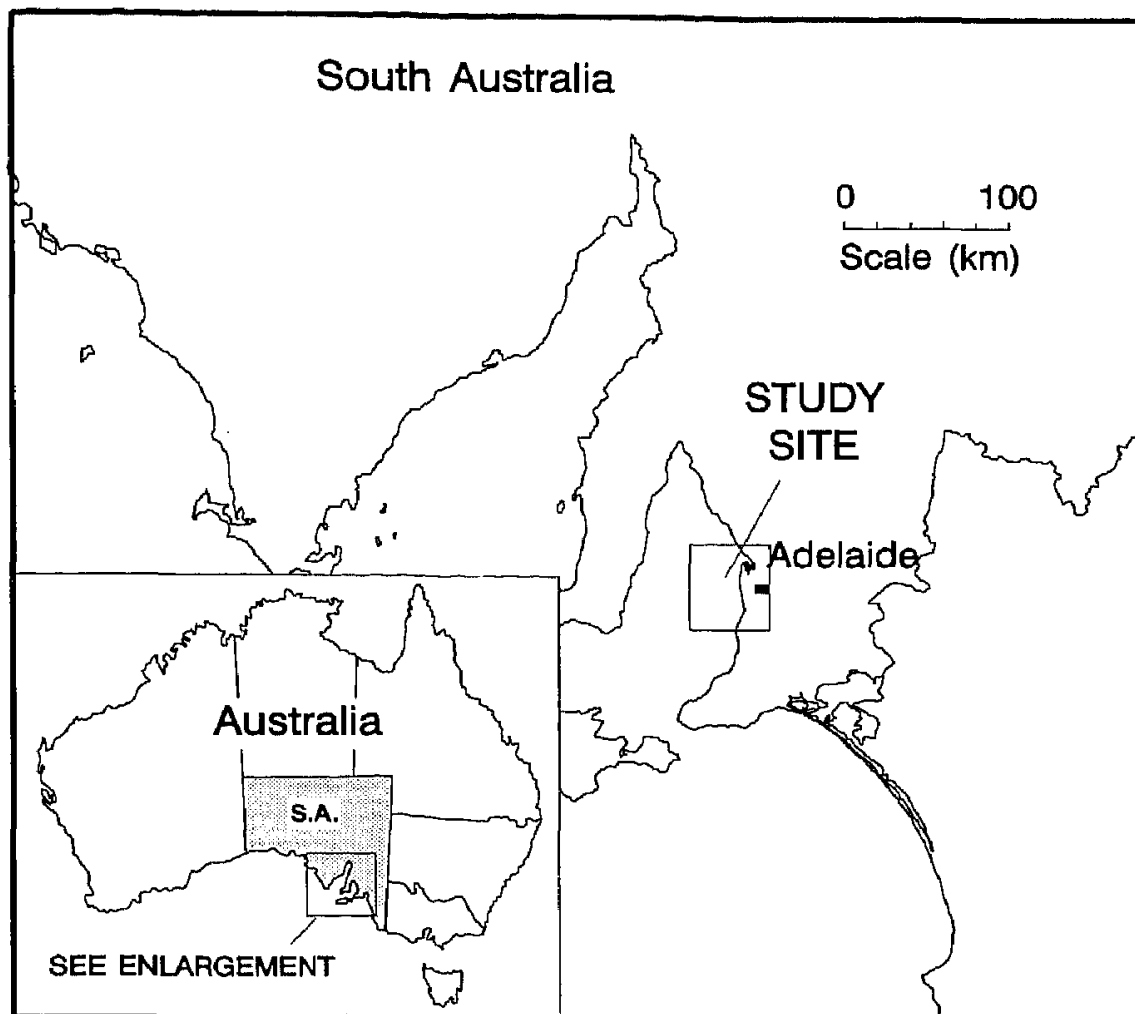 South Australia
0 100
Scale (km)
STUDY
SITE
Adelaide
Australia
S.A.
SEE ENLARGEMENT